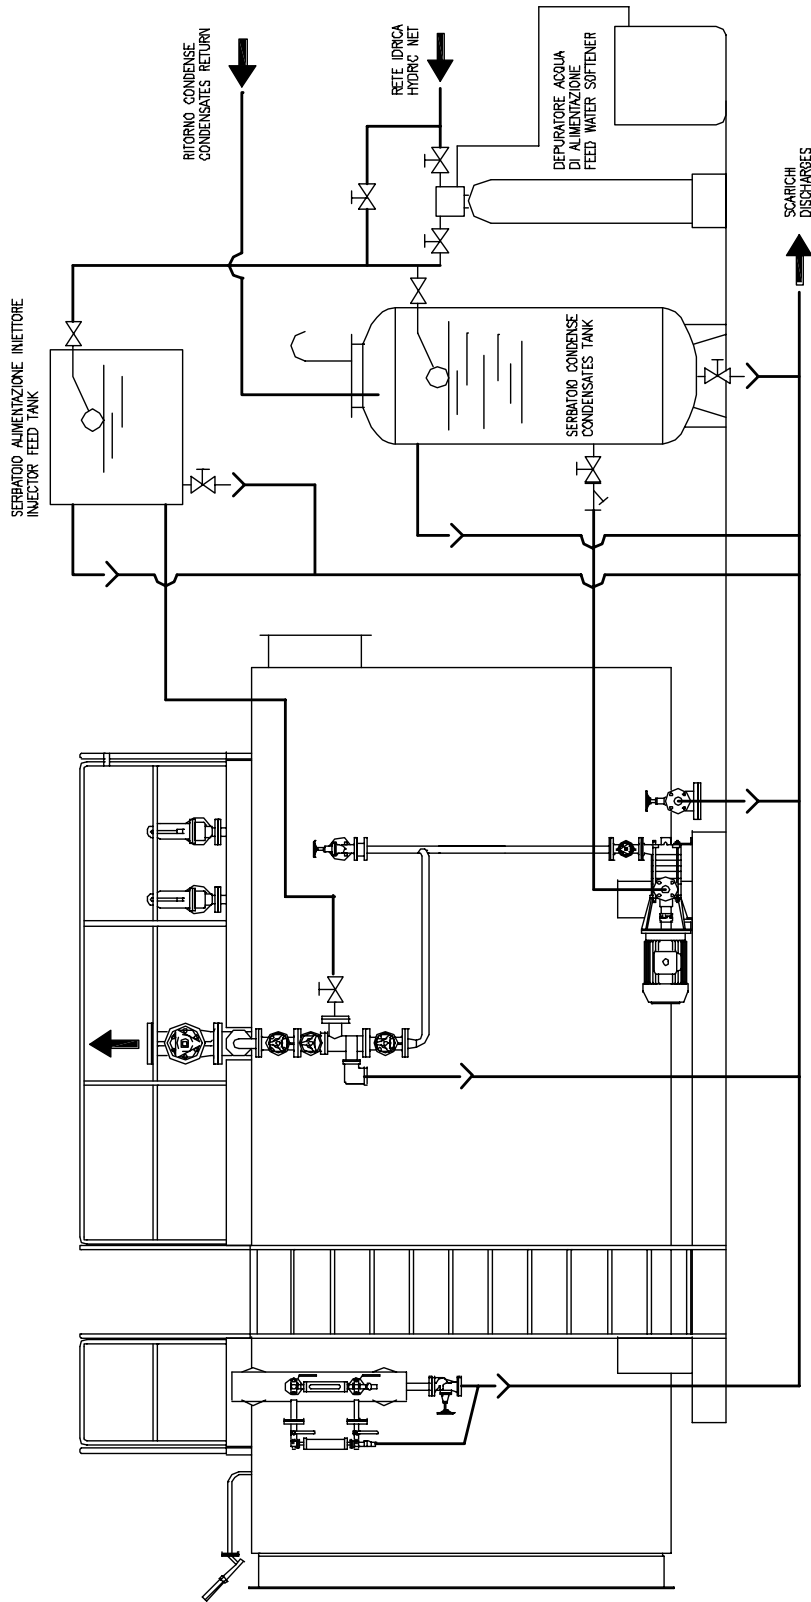 SERBATOIO ALIMENTAZIONE INIETTORE
INJECTOR FEED TANK
RITORNO CONDENSE
CONDENSATES RETURN
RETE IDRICA
HYDRIC NET
DEPURATORE ACQUA
DI ALIMENTAZIONE
FEED WATER SOFTENER
SERBATOIO CONDENSE
CONDENSATES TANK
SCARICHI
DISCHARGES